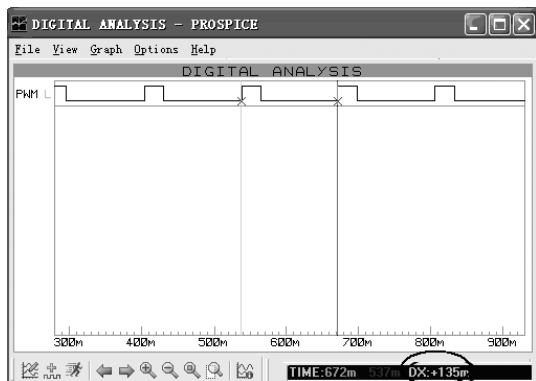 DIGITAL ANALYSIS - PROSPICE
File View Graph Options Help
DIGITAL ANALYSIS
PWM L
300m 400m 500m 600m 700m 800m 900m
TIME:672m 537m DX:+135m